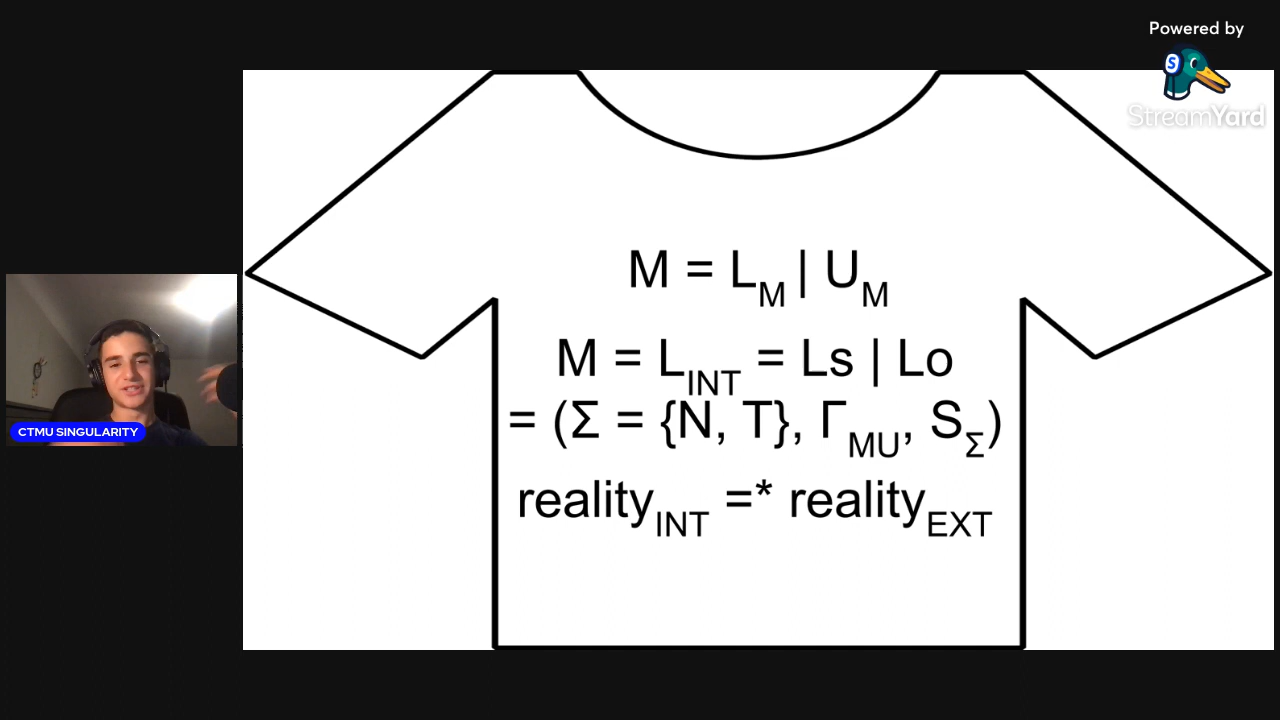 Powered by
S
StreamYard
M = L_M | U_M
M = L_INT = Ls | Lo
= (Σ = {N, T}, Γ_MU, S_Σ)
reality_INT =* reality_EXT
CTMU SINGULARITY